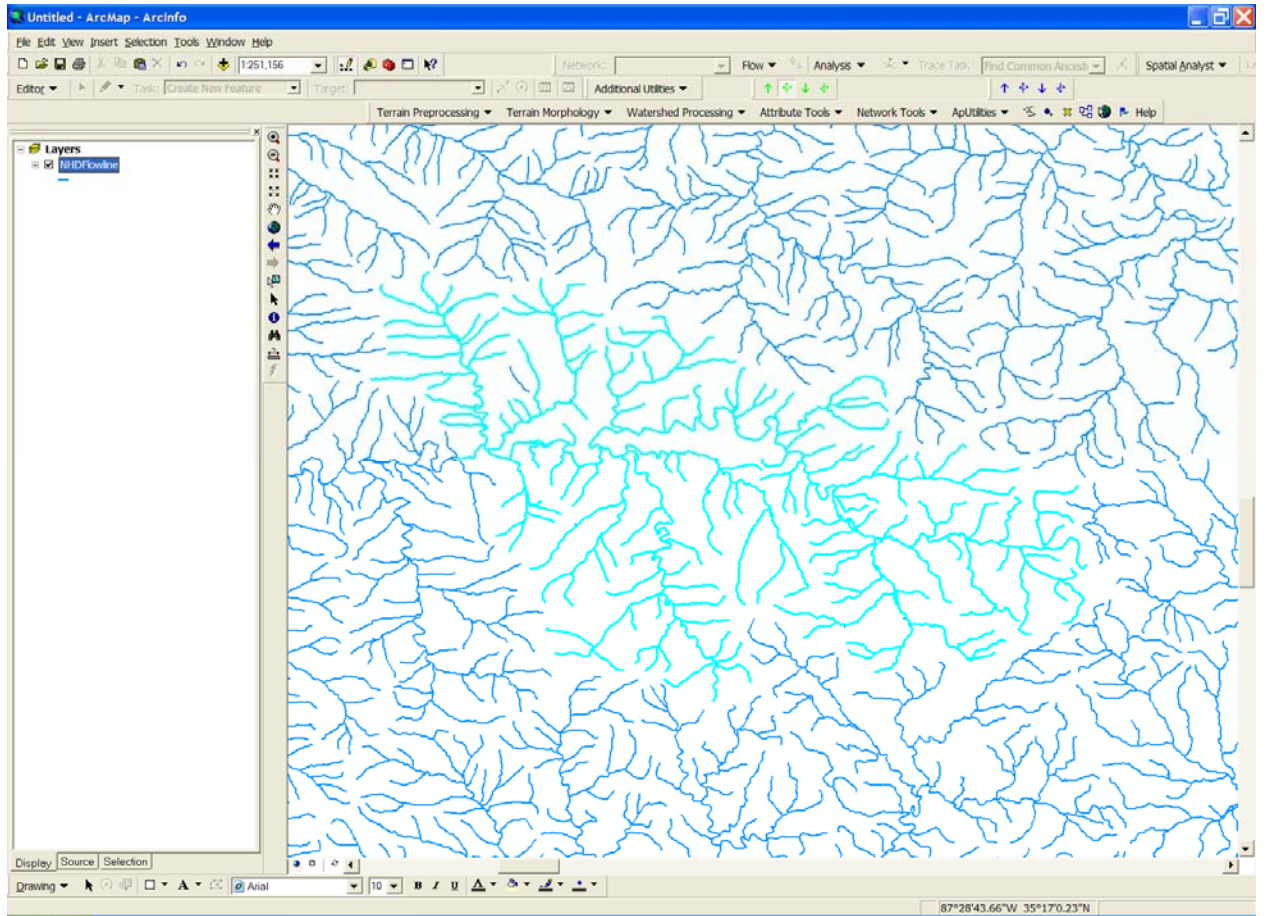 Untitled - ArcMap - ArcInfo
File Edit View Insert Selection Tools Window Help
1:251,156 Network: Flow Analysis Trace Task: Find Common Ancest Spatial Analyst
Editor Task: Create New Feature Target: Additional Utilities
Terrain Preprocessing Terrain Morphology Watershed Processing Attribute Tools Network Tools ApUtilities Help
Layers
NHDFlowline
Display Source Selection
Drawing A Arial 10 B I U A
87°28'43.66"W 35°17'0.23"N